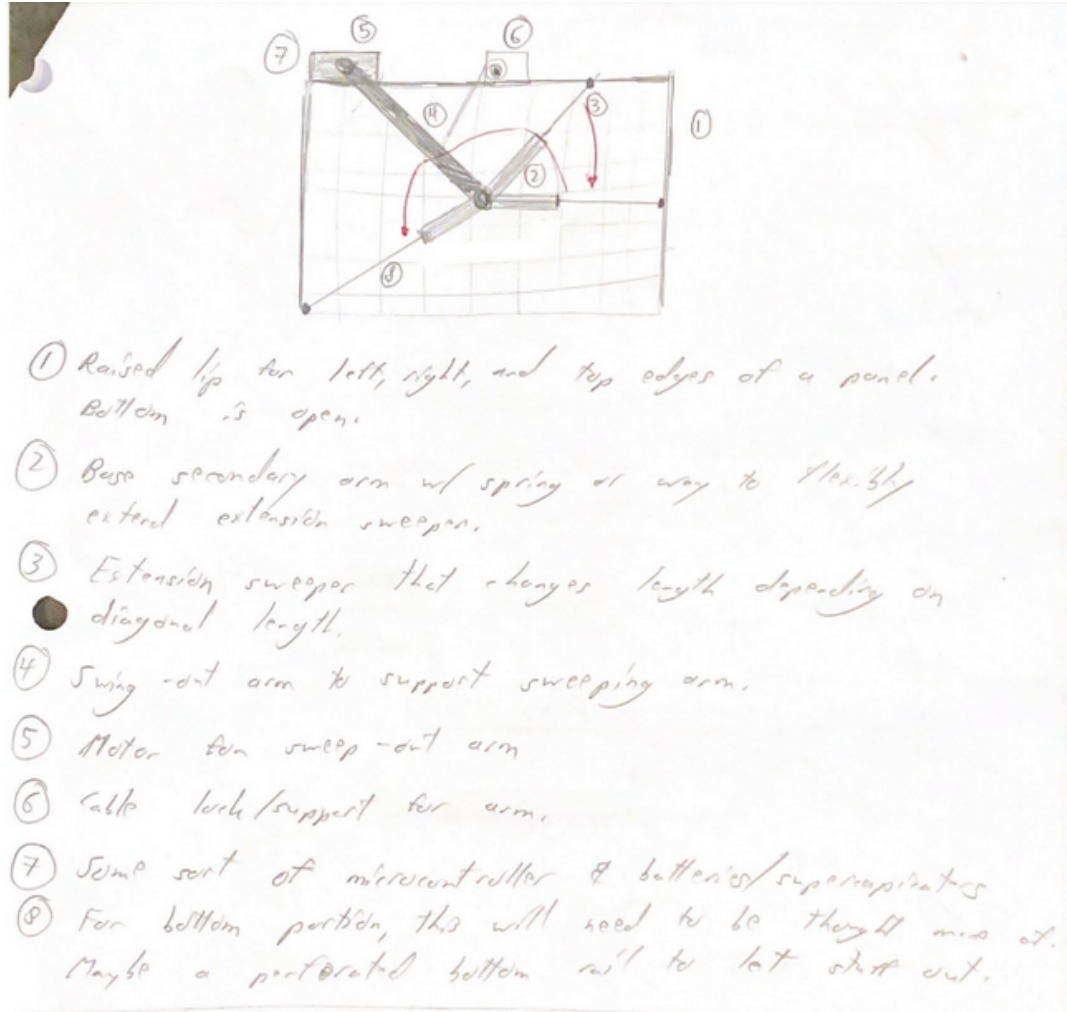 ⑤
⑥
⑦
④
③
①
②
⑧
① Raised lip for left, right, and top edges of a panel.
Bottom is open.
② Base secondary arm w/ spring or way to flexibly
extend extension sweeper.
③ Extension sweeper that changes length depending on
diagonal length.
④ Swing-out arm to support sweeping arm.
⑤ Motor for sweep-out arm
⑥ Cable lock/support for arm.
⑦ Some sort of microcontroller & batteries/supercapicators
⑧ For bottom portion, this will need to be thought more of.
Maybe a perforated bottom rail to let stuff out.